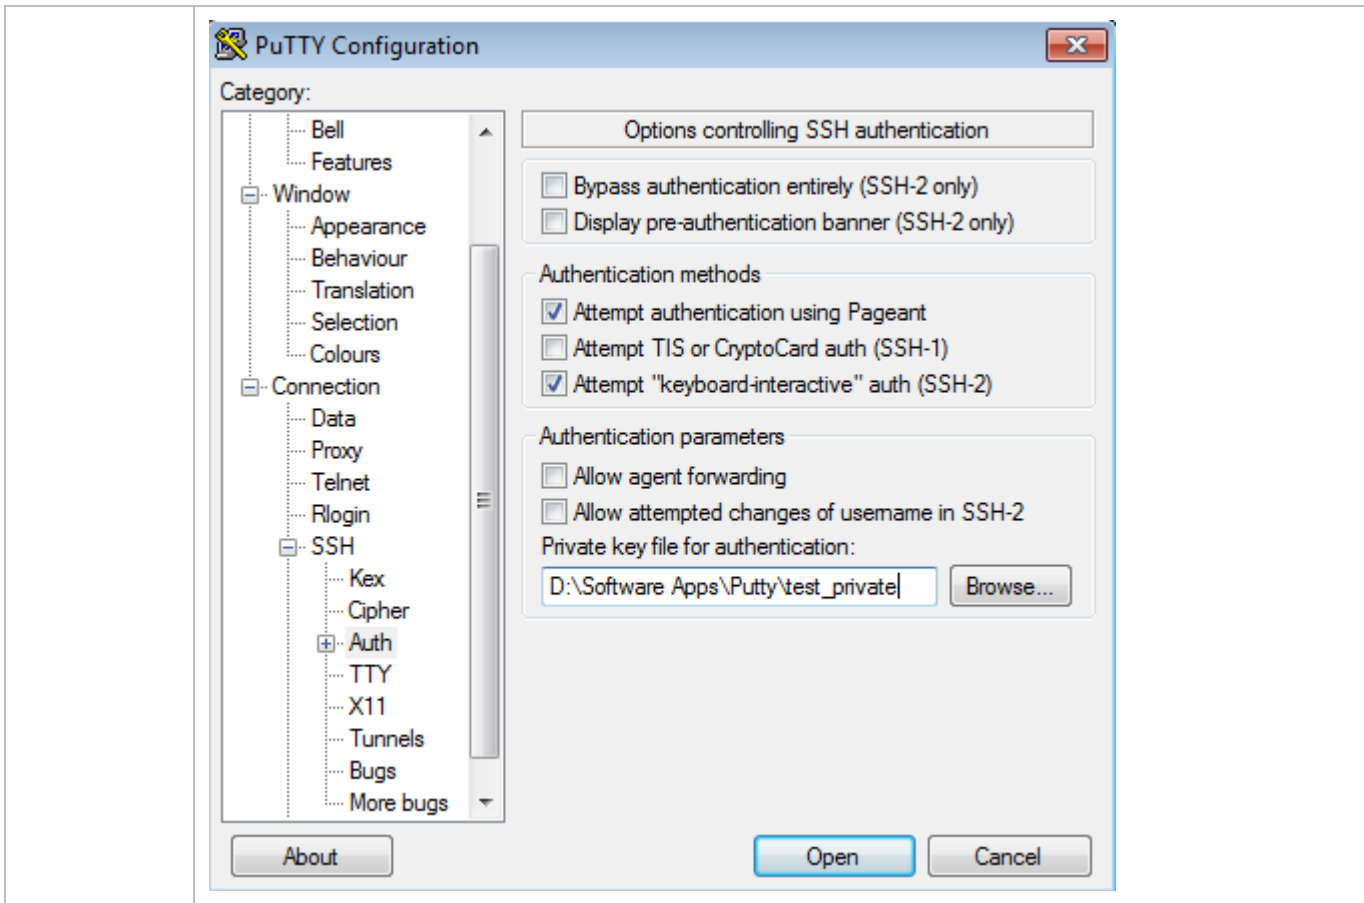 PuTTY Configuration
Category:
Bell
Features
Window
Appearance
Behaviour
Translation
Selection
Colours
Connection
Data
Proxy
Telnet
Rlogin
SSH
Kex
Cipher
Auth
TTY
X11
Tunnels
Bugs
More bugs
Options controlling SSH authentication
Bypass authentication entirely (SSH-2 only)
Display pre-authentication banner (SSH-2 only)
Authentication methods
Attempt authentication using Pageant
Attempt TIS or CryptoCard auth (SSH-1)
Attempt "keyboard-interactive" auth (SSH-2)
Authentication parameters
Allow agent forwarding
Allow attempted changes of username in SSH-2
Private key file for authentication:
D:\Software Apps\Putty\test_private
Browse...
About
Open
Cancel